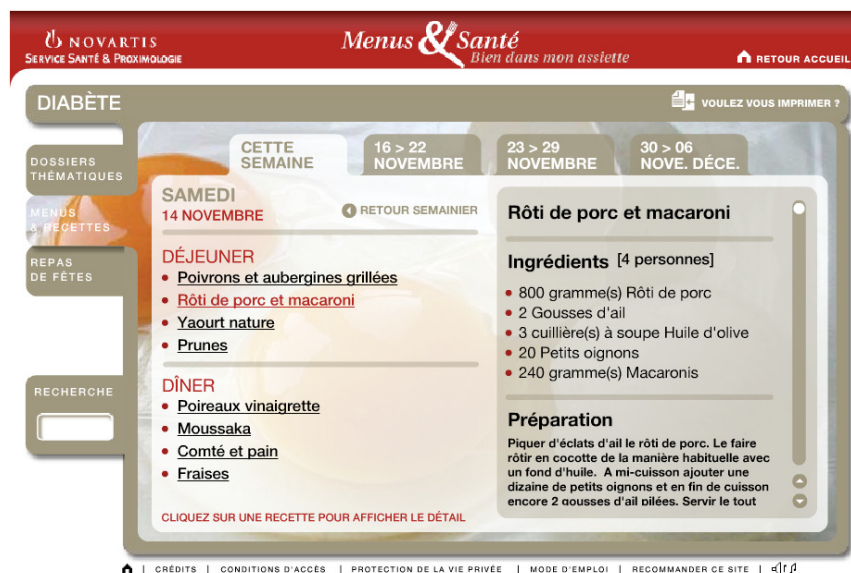 NOVARTIS
SERVICE SANTÉ & PROXIMOLOGIE
Menus & Santé
Bien dans mon assiette
RETOUR ACCUEIL
DIABÈTE
VOULEZ VOUS IMPRIMER ?
DOSSIERS
THÉMATIQUES
MENUS
& RECETTES
REPAS
DE FÊTES
RECHERCHE
CETTE
SEMAINE
16 > 22
NOVEMBRE
23 > 29
NOVEMBRE
30 > 06
NOVE. DÉCE.
SAMEDI
14 NOVEMBRE
RETOUR SEMAINIER
DÉJEUNER
Poivrons et aubergines grillées
Rôti de porc et macaroni
Yaourt nature
Prunes
DÎNER
Poireaux vinaigrette
Moussaka
Comté et pain
Fraises
CLIQUEZ SUR UNE RECETTE POUR AFFICHER LE DÉTAIL
Rôti de porc et macaroni
Ingrédients [4 personnes]
800 gramme(s) Rôti de porc
2 Gousses d'ail
3 cuillière(s) à soupe Huile d'olive
20 Petits oignons
240 gramme(s) Macaronis
Préparation
Piquer d'éclats d'ail le rôti de porc. Le faire
rôtir en cocotte de la manière habituelle avec
un fond d'huile. A mi-cuisson ajouter une
dizaine de petits oignons et en fin de cuisson
encore 2 gousses d'ail pilées. Servir le tout
CRÉDITS | CONDITIONS D'ACCÈS | PROTECTION DE LA VIE PRIVÉE | MODE D'EMPLOI | RECOMMANDER CE SITE |